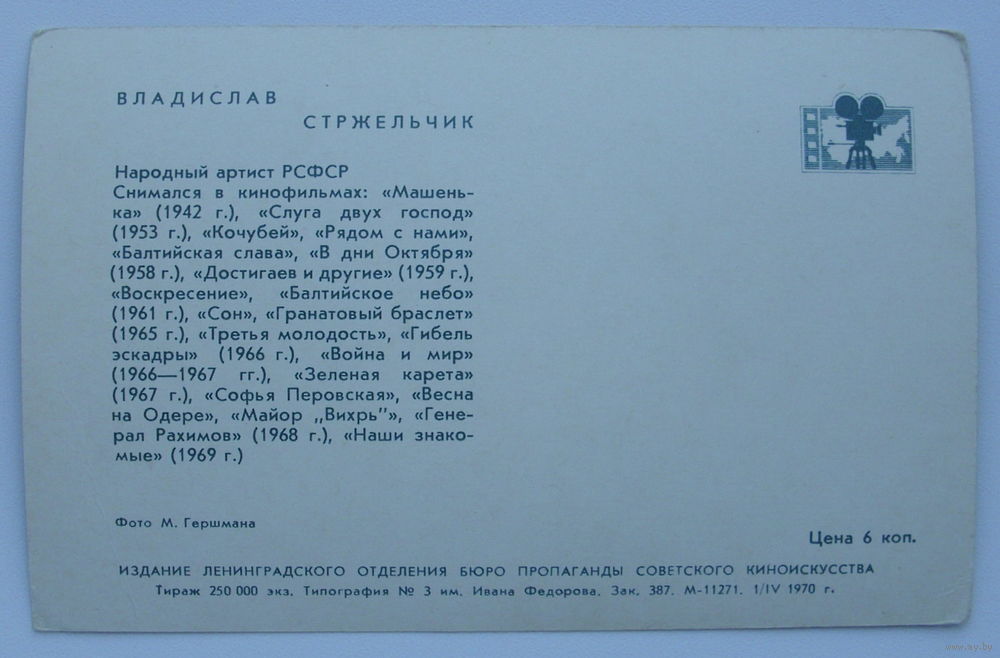 ВЛАДИСЛАВ
СТРЖЕЛЬЧИК
Народный артист РСФСР
Снимался в кинофильмах: «Машень-
ка» (1942 г.), «Слуга двух господ»
(1953 г.), «Кочубей», «Рядом с нами»,
«Балтийская слава», «В дни Октября»
(1958 г.), «Достигаев и другие» (1959 г.),
«Воскресение», «Балтийское небо»
(1961 г.), «Сон», «Гранатовый браслет»
(1965 г.), «Третья молодость», «Гибель
эскадры» (1966 г.), «Война и мир»
(1966—1967 гг.), «Зеленая карета»
(1967 г.), «Софья Перовская», «Весна
на Одере», «Майор „Вихрь"», «Гене-
рал Рахимов» (1968 г.), «Наши знако-
мые» (1969 г.)
Фото М. Гершмана
Цена 6 коп.
ИЗДАНИЕ ЛЕНИНГРАДСКОГО ОТДЕЛЕНИЯ БЮРО ПРОПАГАНДЫ СОВЕТСКОГО КИНОИСКУССТВА
Тираж 250 000 экз. Типография № 3 им. Ивана Федорова. Зак. 387. М-11271. 1/IV 1970 г.
www.my.by